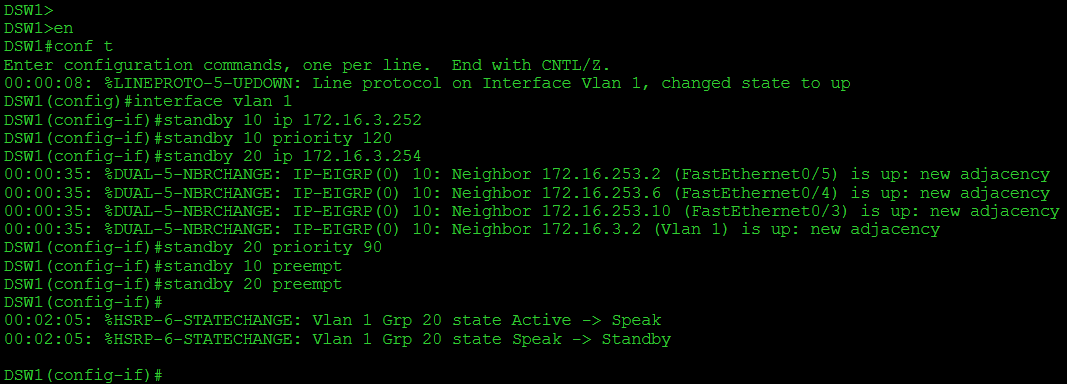 DSW1>
DSW1>en
DSW1#conf t
Enter configuration commands, one per line.  End with CNTL/Z.
00:00:08: %LINEPROTO-5-UPDOWN: Line protocol on Interface Vlan 1, changed state to up
DSW1(config)#interface vlan 1
DSW1(config-if)#standby 10 ip 172.16.3.252
DSW1(config-if)#standby 10 priority 120
DSW1(config-if)#standby 20 ip 172.16.3.254
00:00:35: %DUAL-5-NBRCHANGE: IP-EIGRP(0) 10: Neighbor 172.16.253.2 (FastEthernet0/5) is up: new adjacency
00:00:35: %DUAL-5-NBRCHANGE: IP-EIGRP(0) 10: Neighbor 172.16.253.6 (FastEthernet0/4) is up: new adjacency
00:00:35: %DUAL-5-NBRCHANGE: IP-EIGRP(0) 10: Neighbor 172.16.253.10 (FastEthernet0/3) is up: new adjacency
00:00:35: %DUAL-5-NBRCHANGE: IP-EIGRP(0) 10: Neighbor 172.16.3.2 (Vlan 1) is up: new adjacency
DSW1(config-if)#standby 20 priority 90
DSW1(config-if)#standby 10 preempt
DSW1(config-if)#standby 20 preempt
DSW1(config-if)#
00:02:05: %HSRP-6-STATECHANGE: Vlan 1 Grp 20 state Active -> Speak
00:02:05: %HSRP-6-STATECHANGE: Vlan 1 Grp 20 state Speak -> Standby
DSW1(config-if)#